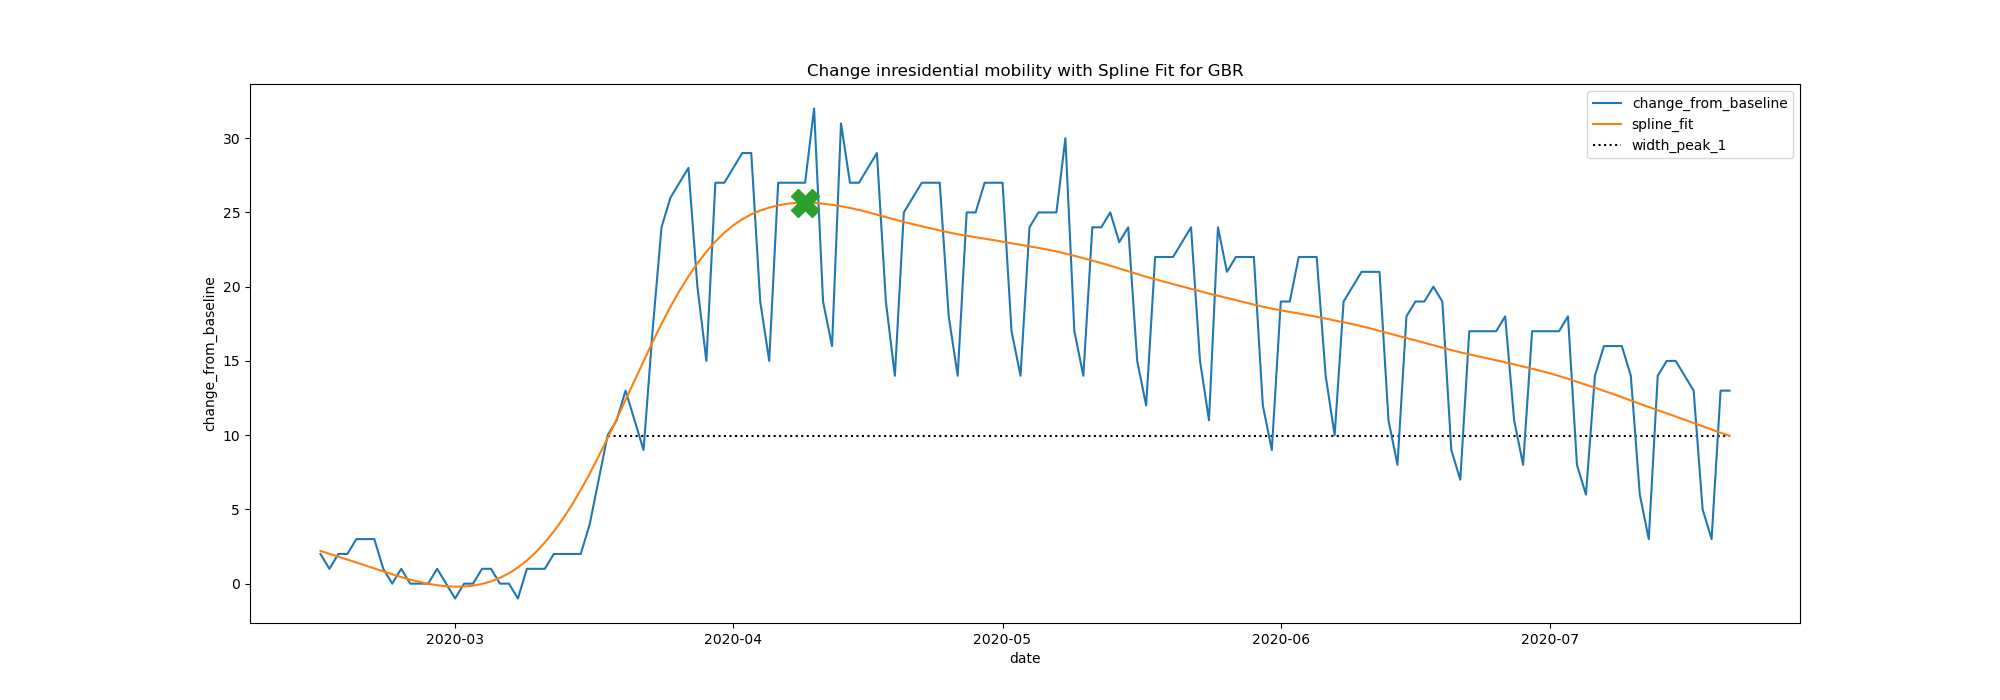 Change inresidential mobility with Spline Fit for GBR
change_from_baseline
spline_fit
width_peak_1
30
25
20
15
10
5
0
change_from_baseline
2020-03
2020-04
2020-05
2020-06
2020-07
date